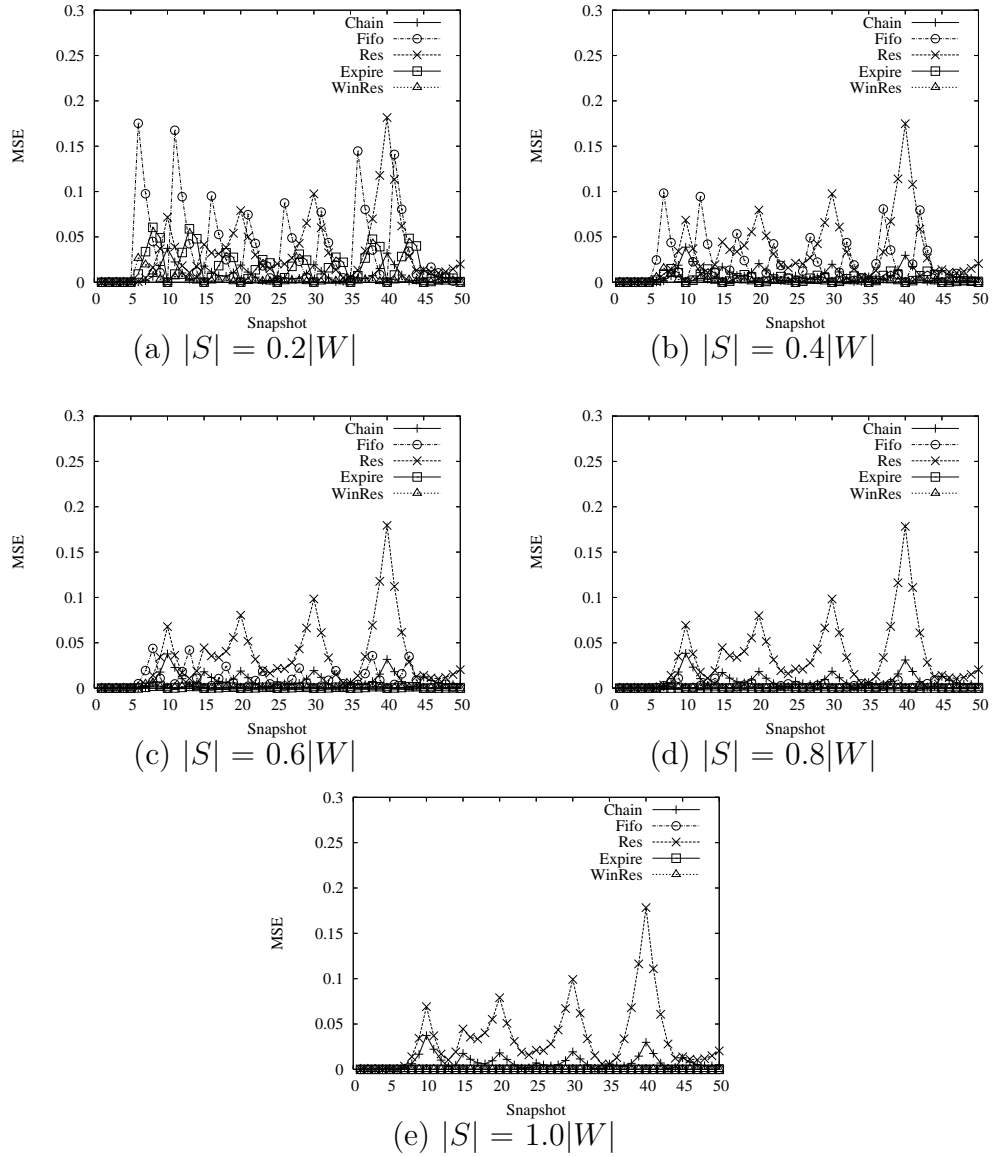 0.3
0.25
0.2
0.15
0.1
0.05
0
MSE
Chain
Fifo
Res
Expire
WinRes
0 5 10 15 20 25 30 35 40 45 50
Snapshot
(a) |S| = 0.2|W|
0.3
0.25
0.2
0.15
0.1
0.05
0
MSE
Chain
Fifo
Res
Expire
WinRes
0 5 10 15 20 25 30 35 40 45 50
Snapshot
(b) |S| = 0.4|W|
0.3
0.25
0.2
0.15
0.1
0.05
0
MSE
Chain
Fifo
Res
Expire
WinRes
0 5 10 15 20 25 30 35 40 45 50
Snapshot
(c) |S| = 0.6|W|
0.3
0.25
0.2
0.15
0.1
0.05
0
MSE
Chain
Fifo
Res
Expire
WinRes
0 5 10 15 20 25 30 35 40 45 50
Snapshot
(d) |S| = 0.8|W|
0.3
0.25
0.2
0.15
0.1
0.05
0
MSE
Chain
Fifo
Res
Expire
WinRes
0 5 10 15 20 25 30 35 40 45 50
Snapshot
(e) |S| = 1.0|W|